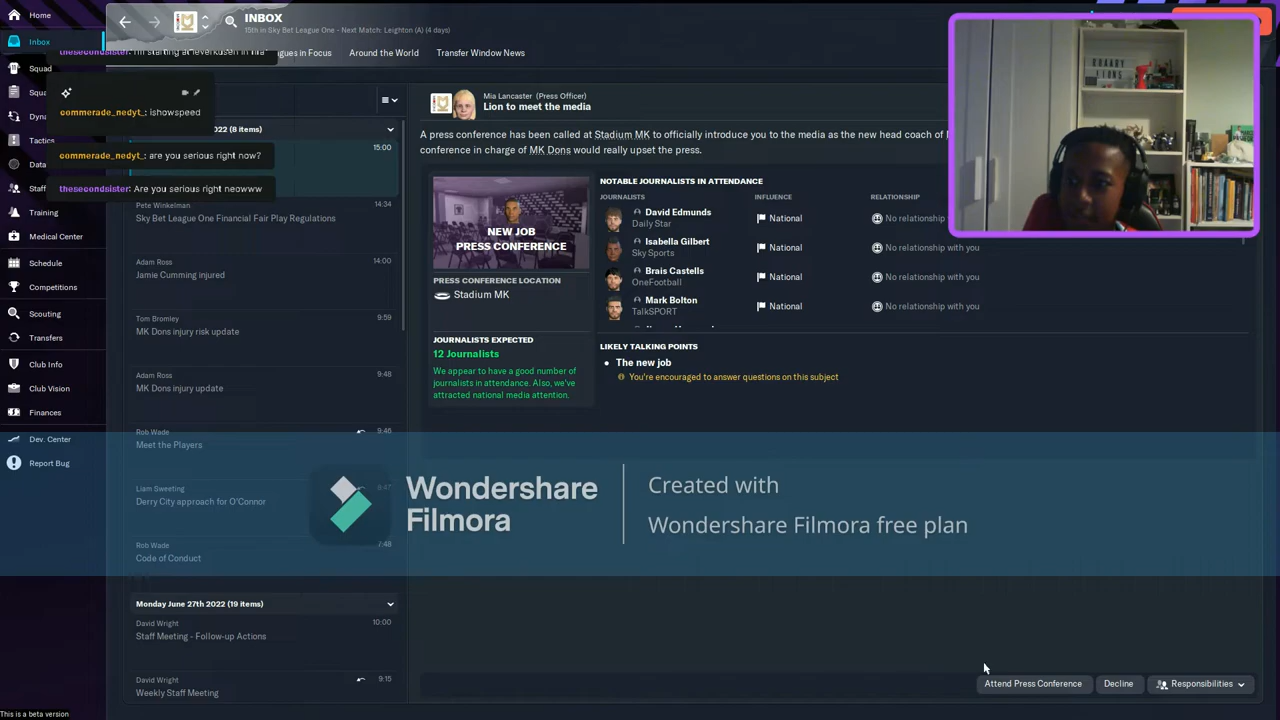 Home
INBOX
15th in Sky Bet League One - Next Match: Leighton (A) (4 days)
Inbox
Around the World
Transfer Window News
Squad
commerade_nedyt_: ishowspeed
commerade_nedyt_: are you serious right now?
thesecondsister: Are you serious right neowww
Tactics
Data
Staff
Training
Medical Center
Schedule
Competitions
Scouting
Transfers
Club Info
Club Vision
Finances
Dev. Center
Report Bug
2022 (8 items)
15:00
Pete Winkelman
14:34
Sky Bet League One Financial Fair Play Regulations
Adam Ross
14:00
Jamie Cumming injured
Tom Bromley
9:59
MK Dons injury risk update
Adam Ross
9:48
MK Dons injury update
Rob Wade
9:46
Meet the Players
Liam Sweeting
Derry City approach for O'Connor
Rob Wade
7:48
Code of Conduct
Monday June 27th 2022 (19 items)
David Wright
10:00
Staff Meeting - Follow-up Actions
David Wright
9:15
Weekly Staff Meeting
Mia Lancaster (Press Officer)
Lion to meet the media
A press conference has been called at Stadium MK to officially introduce you to the media as the new head coach of
conference in charge of MK Dons would really upset the press.
NEW JOB
PRESS CONFERENCE
PRESS CONFERENCE LOCATION
Stadium MK
JOURNALISTS EXPECTED
12 Journalists
We appear to have a good number of
journalists in attendance. Also, we've
attracted national media attention.
NOTABLE JOURNALISTS IN ATTENDANCE
JOURNALISTS
INFLUENCE
RELATIONSHIP
David Edmunds
Daily Star
National
No relationship
Isabella Gilbert
Sky Sports
National
No relationship with you
Brais Castells
OneFootball
National
No relationship with you
Mark Bolton
TalkSPORT
National
No relationship with you
LIKELY TALKING POINTS
The new job
You're encouraged to answer questions on this subject
Wondershare
Filmora
Created with
Wondershare Filmora free plan
Attend Press Conference
Decline
Responsibilities
This is a beta version